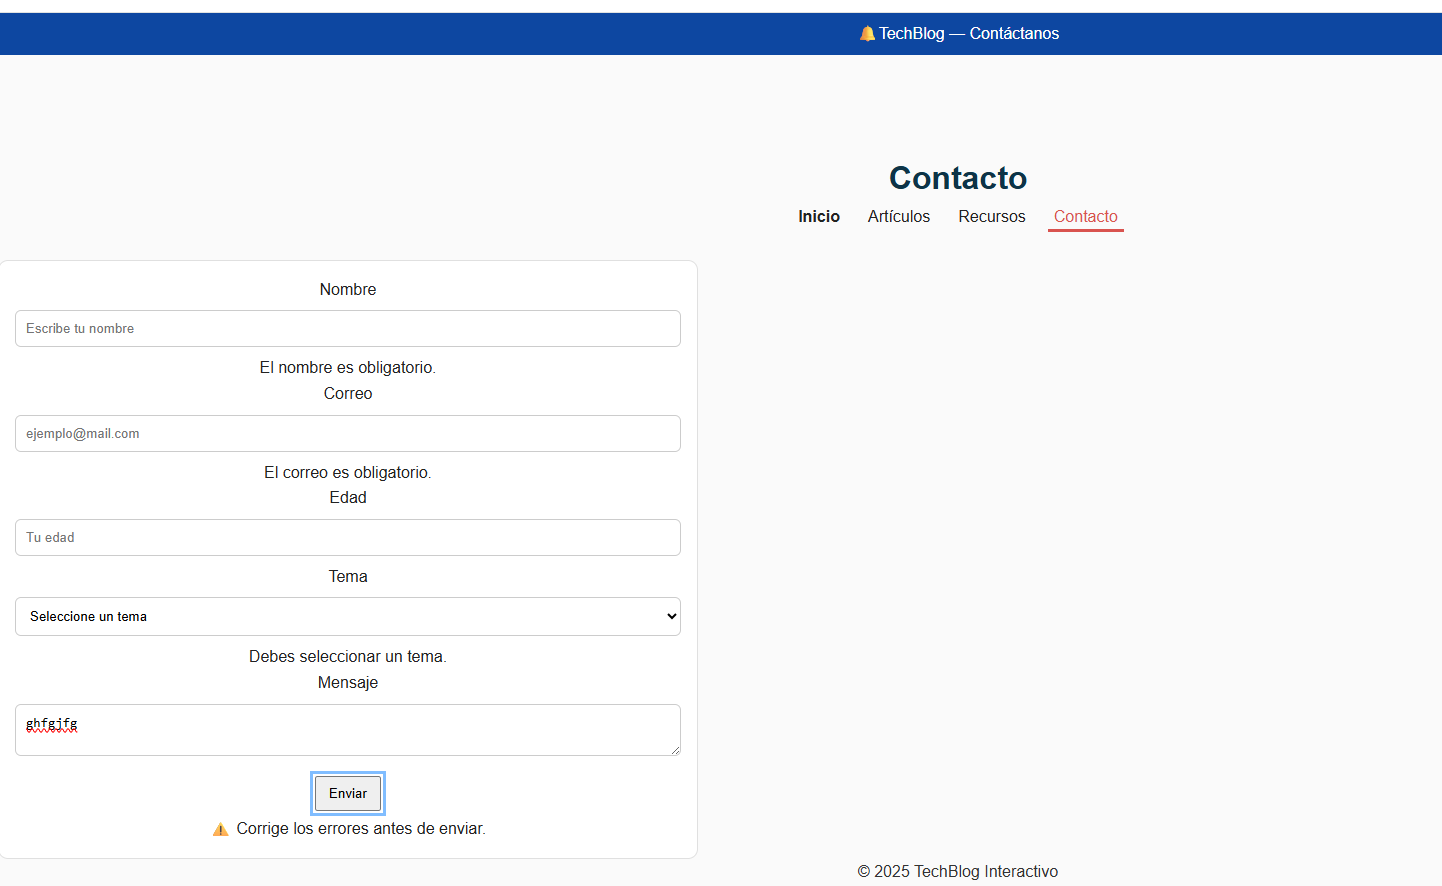 🔔 TechBlog — Contáctanos
Contacto
Inicio Artículos Recursos Contacto
Nombre
Escribe tu nombre
El nombre es obligatorio.
Correo
ejemplo@mail.com
El correo es obligatorio.
Edad
Tu edad
Tema
Seleccione un tema
Debes seleccionar un tema.
Mensaje
ghfgjfg
Enviar
⚠️ Corrige los errores antes de enviar.
© 2025 TechBlog Interactivo